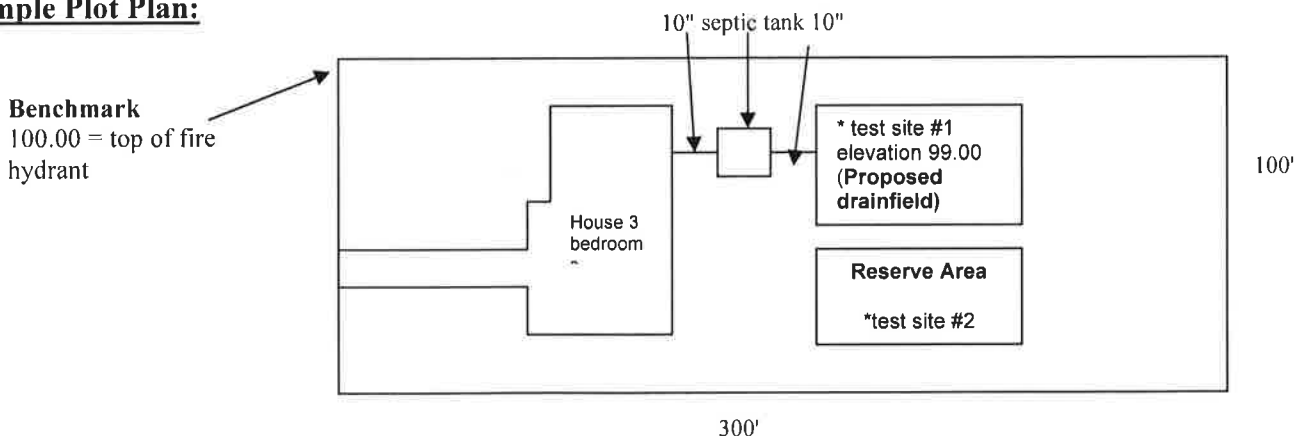 mple Plot Plan:
10" septic tank 10"
Benchmark
100.00 = top of fire
hydrant
* test site #1
elevation 99.00
(Proposed
drainfield)
100'
House 3
bedroom
Reserve Area
*test site #2
300'